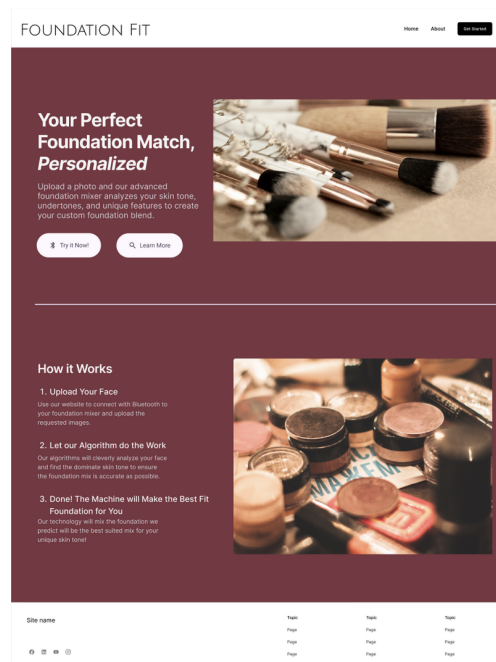 FOUNDATION FIT
Home About Get Started
Your Perfect
Foundation Match,
Personalized
Upload a photo and our advanced
foundation mixer analyzes your skin tone,
undertones, and unique features to create
your custom foundation blend.
Try it Now! Learn More
How it Works
1. Upload Your Face
Use our website to connect with Bluetooth to
your foundation mixer and upload the
requested images.
2. Let our Algorithm do the Work
Our algorithms will cleverly analyze your face
and find the dominate skin tone to ensure
the foundation mix is accurate as possible.
3. Done! The Machine will Make the Best Fit
Foundation for You
Our technology will mix the foundation we
predict will be the best suited mix for your
unique skin tone!
Site name
Topic Topic Topic
Page Page Page
Page Page Page
Page Page Page